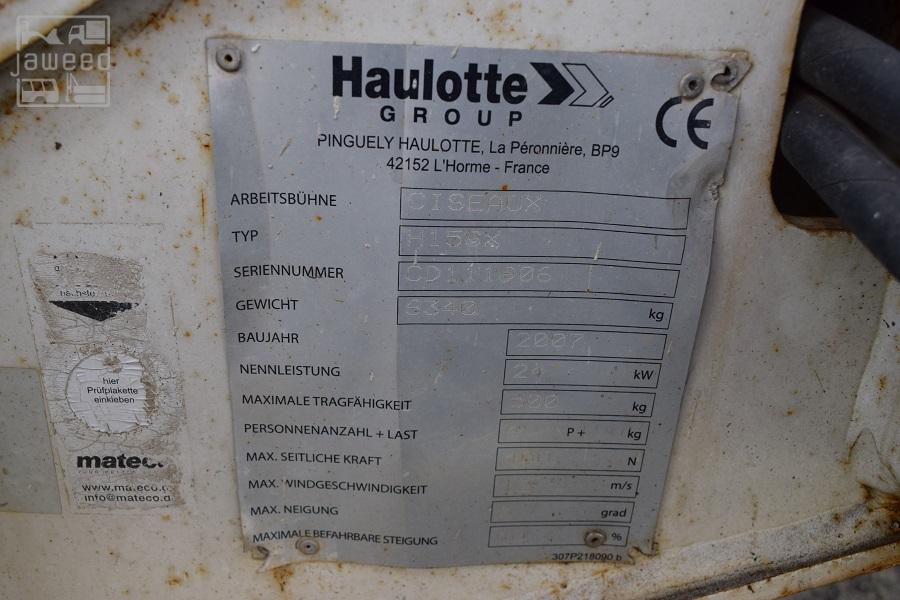 jaweed
Haulotte
GROUP
CE
PINGUELY HAULOTTE, La Péronnière, BP9
42152 L'Horme - France
ARBEITSBÜHNE CISEAUX
TYP H15SX
SERIENNUMMER
GEWICHT kg
BAUJAHR 2007
NENNLEISTUNG 24 kW
MAXIMALE TRAGFÄHIGKEIT kg
PERSONNENANZAHL + LAST P + kg
MAX. SEITLICHE KRAFT N
MAX. WINDGESCHWINDIGKEIT m/s
MAX. NEIGUNG grad
MAXIMALE BEFAHRBARE STEIGUNG %
307P218090 b
hier
Prüfplakette
einkleben
mateco
www.mateco.d
info@mateco.d